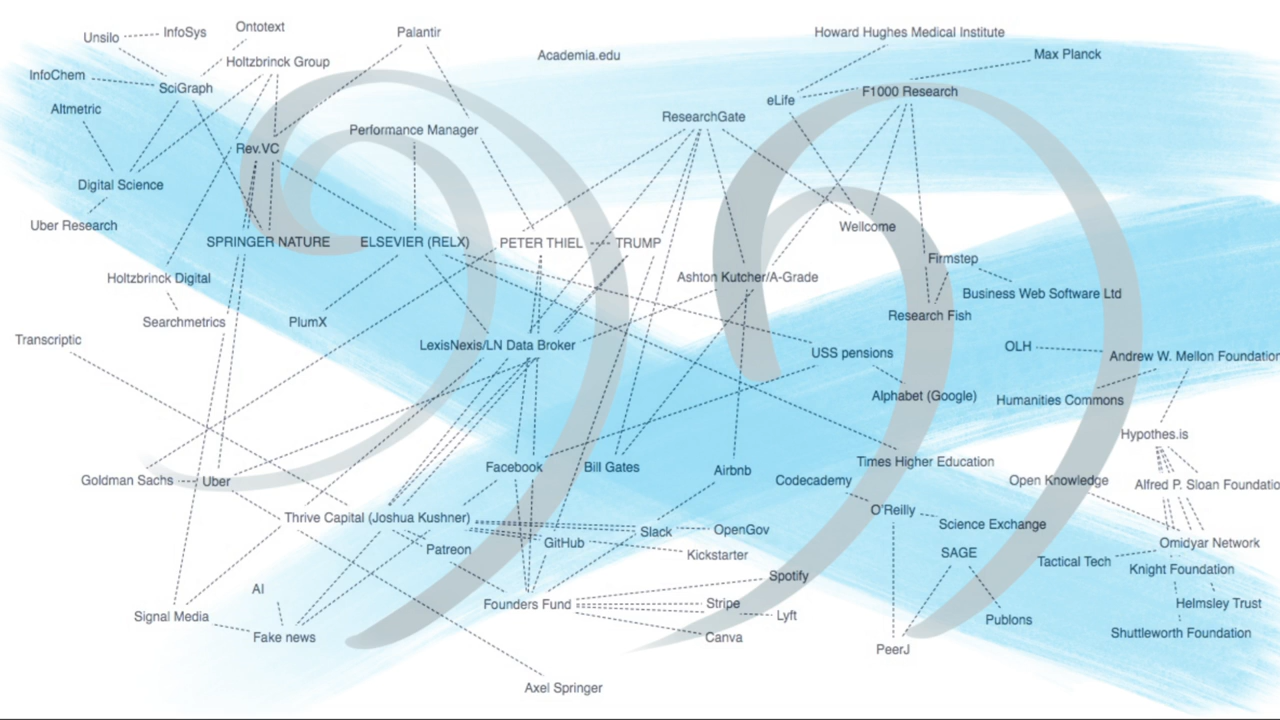 Ontotext
Unsilo
InfoSys
Palantir
Howard Hughes Medical Institute
Academia.edu
Max Planck
Holtzbrinck Group
InfoChem
SciGraph
F1000 Research
eLife
Altmetric
ResearchGate
Performance Manager
Rev.VC
Digital Science
Uber Research
Wellcome
SPRINGER NATURE
ELSEVIER (RELX)
PETER THIEL
TRUMP
Firmstep
Holtzbrinck Digital
Ashton Kutcher/A-Grade
Business Web Software Ltd
Searchmetrics
PlumX
Research Fish
Transcriptic
LexisNexis/LN Data Broker
USS pensions
OLH
Andrew W. Mellon Foundation
Alphabet (Google)
Humanities Commons
Hypothes.is
Facebook
Bill Gates
Airbnb
Times Higher Education
Goldman Sachs
Uber
Codecademy
Open Knowledge
Alfred P. Sloan Foundatio
Thrive Capital (Joshua Kushner)
O'Reilly
Science Exchange
Slack
OpenGov
GitHub
Patreon
Kickstarter
SAGE
Omidyar Network
Tactical Tech
Knight Foundation
AI
Spotify
Founders Fund
Stripe
Lyft
Helmsley Trust
Signal Media
Fake news
Canva
Publons
Shuttleworth Foundation
PeerJ
Axel Springer